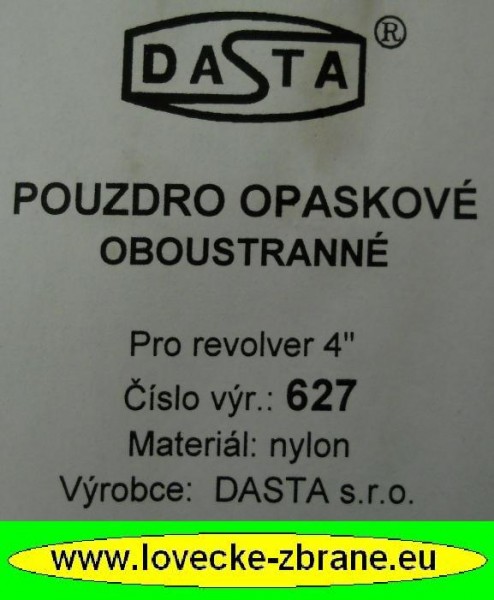 DASTA ®
POUZDRO OPASKOVÉ
OBOUSTRANNÉ
Pro revolver 4"
Číslo výr.: 627
Materiál: nylon
Výrobce: DASTA s.r.o.
www.lovecke-zbrane.eu